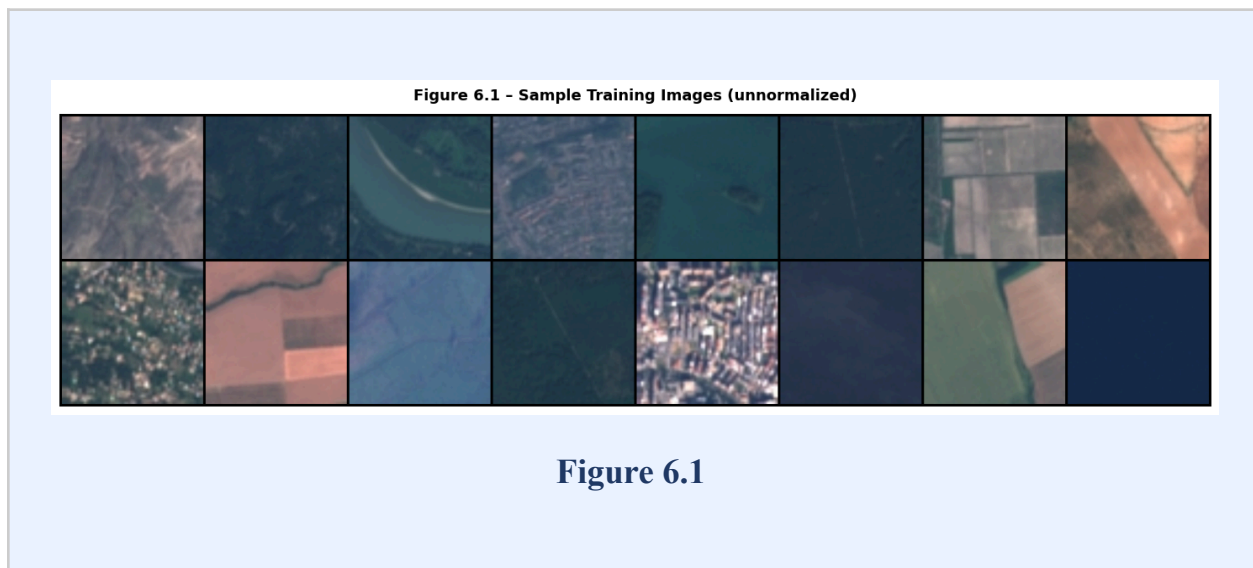 Figure 6.1 – Sample Training Images (unnormalized)
Figure 6.1